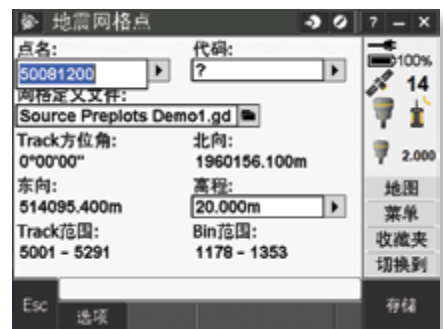 地震网格点 ? – ×
点名: 代码:
50081200 ?
网格定义文件:
Source Preplots Demo1.gd
Track方位角: 北向:
0°00'00" 1960156.100m
东向: 高程:
514095.400m 20.000m
Track范围: Bin范围:
5001 - 5291 1178 - 1353
100%
14
2.000
地图
菜单
收藏夹
切换到
Esc 选项 存储